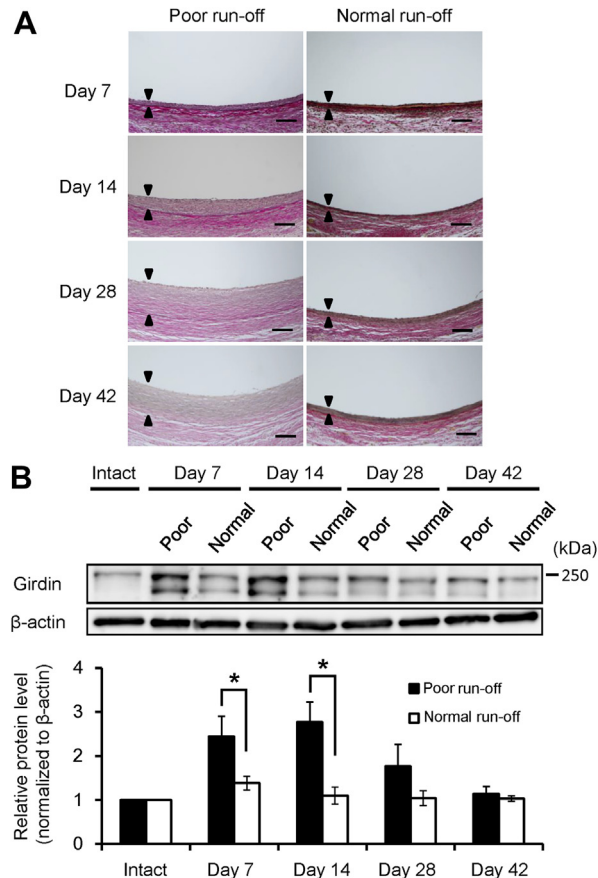 A
Poor run-off Normal run-off
Day 7
Day 14
Day 28
Day 42
B
Intact Day 7 Day 14 Day 28 Day 42
Poor Normal Poor Normal Poor Normal Poor Normal
(kDa)
Girdin
250
β-actin
Relative protein level
(normalized to β-actin)
4
3
2
1
0
* *
Poor run-off
Normal run-off
Intact Day 7 Day 14 Day 28 Day 42